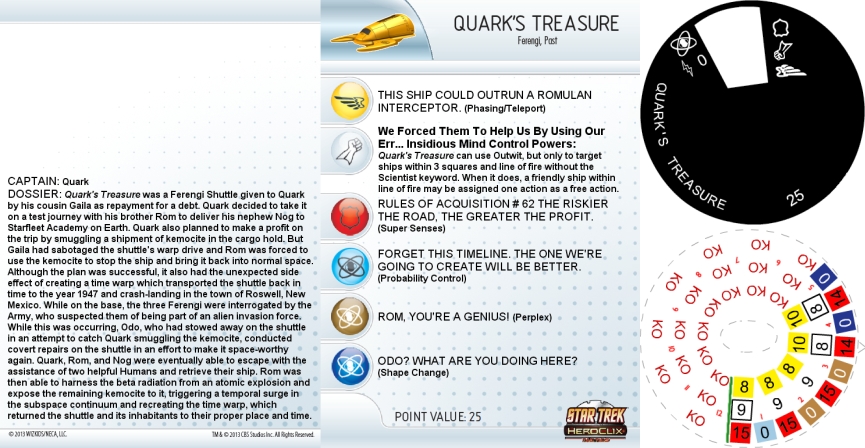 CAPTAIN: Quark
DOSSIER: Quark's Treasure was a Ferengi Shuttle given to Quark
by his cousin Gaila as repayment for a debt. Quark decided to take it
on a test journey with his brother Rom to deliver his nephew Nog to
Starfleet Academy on Earth. Quark also planned to make a profit on
the trip by smuggling a shipment of kemocite in the cargo hold. But
Gaila had sabotaged the shuttle's warp drive and Rom was forced to
use the kemocite to stop the ship and bring it back into normal space.
Although the plan was successful, it also had the unexpected side
effect of creating a time warp which transported the shuttle back in
time to the year 1947 and crash-landing in the town of Roswell, New
Mexico. While on the base, the three Ferengi were interrogated by the
Army, who suspected them of being part of an alien invasion force.
While this was occurring, Odo, who had stowed away on the shuttle
in an attempt to catch Quark smuggling the kemocite, conducted
covert repairs on the shuttle in an effort to make it space-worthy
again. Quark, Rom, and Nog were eventually able to escape with the
assistance of two helpful Humans and retrieve their ship. Rom was
then able to harness the beta radiation from an atomic explosion and
expose the remaining kemocite to it, triggering a temporal surge in
the subspace continuum and recreating the time warp, which
returned the shuttle and its inhabitants to their proper place and time.
© 2013 WIZKIDS/NECA, LLC.
TM & © 2013 CBS Studios Inc. All Rights Reserved.
QUARK'S TREASURE
Ferengi, Past
THIS SHIP COULD OUTRUN A ROMULAN
INTERCEPTOR. (Phasing/Teleport)
We Forced Them To Help Us By Using Our
Err... Insidious Mind Control Powers:
Quark's Treasure can use Outwit, but only to target
ships within 3 squares and line of fire without the
Scientist keyword. When it does, a friendly ship within
line of fire may be assigned one action as a free action.
RULES OF ACQUISITION # 62 THE RISKIER
THE ROAD, THE GREATER THE PROFIT.
(Super Senses)
FORGET THIS TIMELINE. THE ONE WE'RE
GOING TO CREATE WILL BE BETTER.
(Probability Control)
ROM, YOU'RE A GENIUS! (Perplex)
ODO? WHAT ARE YOU DOING HERE?
(Shape Change)
POINT VALUE: 25
STAR TREK
HEROCLIX
0
QUARK'S TREASURE
25
8 8 8 10 10
9 9 9 8 8
15 15 15 14 14
0 0 0 0
KO KO KO KO KO KO KO
KO KO KO KO KO KO KO
KO KO KO KO KO KO KO